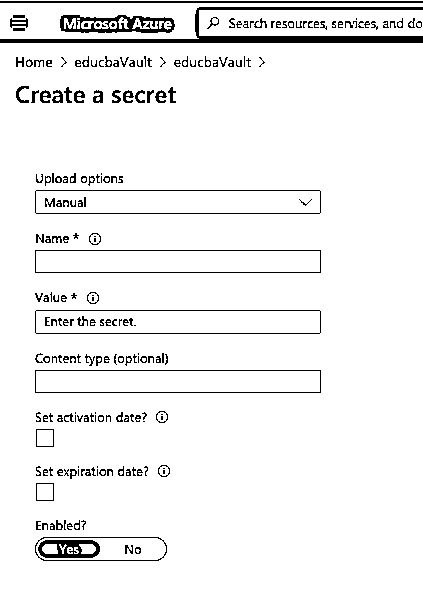 Microsoft Azure
Search resources, services, and do
Home > educbaVault > educbaVault >
Create a secret
Upload options
Manual
Name *
Value *
Enter the secret.
Content type (optional)
Set activation date?
Set expiration date?
Enabled?
Yes No